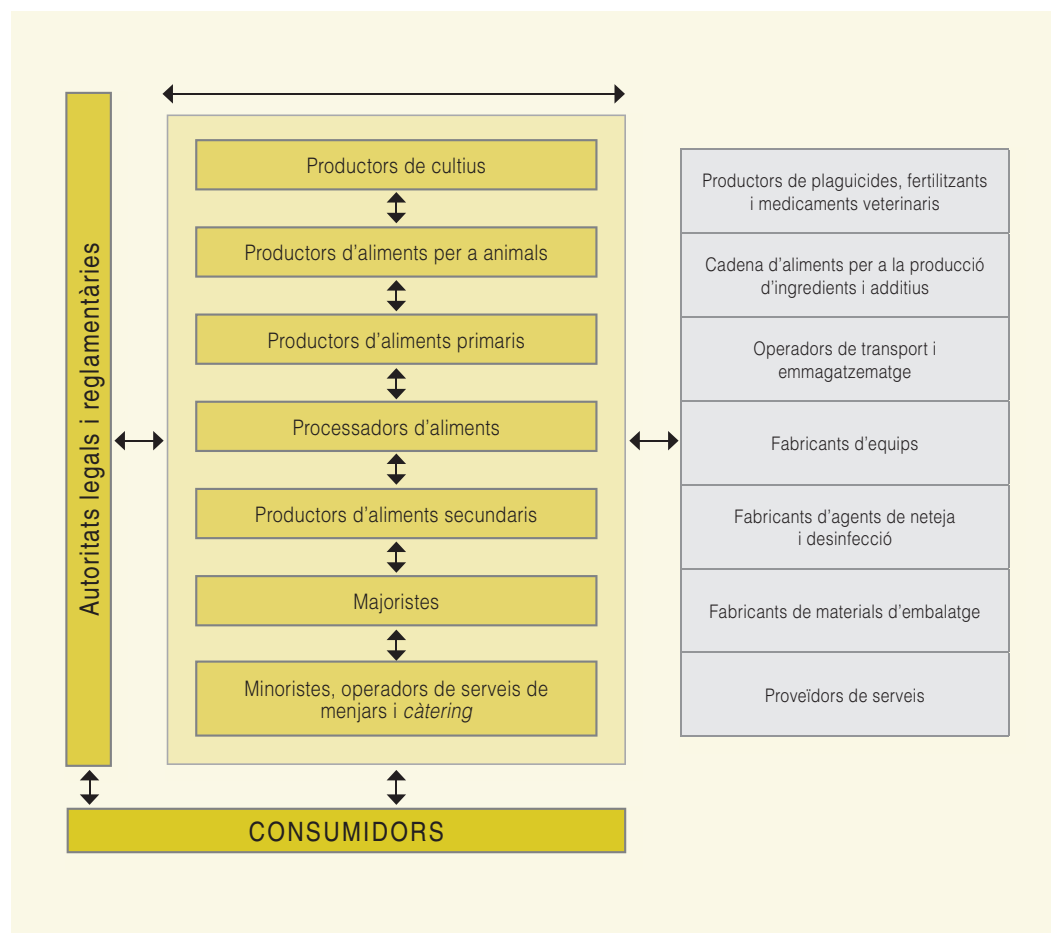 Autoritats legals i reglamentàries
Productors de cultius
Productors d’aliments per a animals
Productors d’aliments primaris
Processadors d’aliments
Productors d’aliments secundaris
Majoristes
Minoristes, operadors de serveis de
menjars i càtering
Productors de plaguicides, fertilitzants
i medicaments veterinaris
Cadena d’aliments per a la producció
d’ingredients i additius
Operadors de transport i
emmagatzematge
Fabricants d’equips
Fabricants d’agents de neteja
i desinfecció
Fabricants de materials d’embalatge
Proveïdors de serveis
CONSUMIDORS